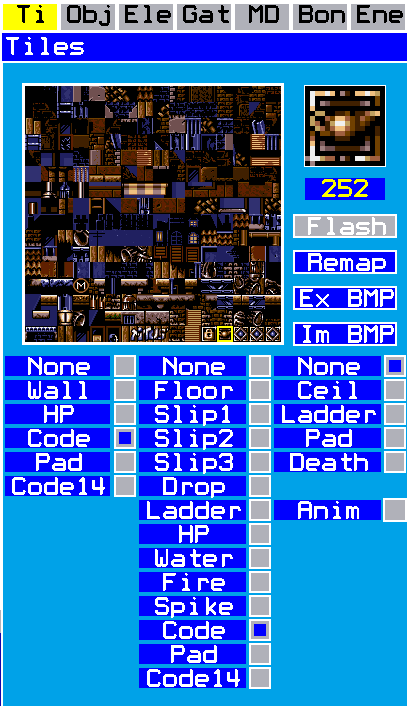 Ti Obj Ele Gat MD Bon Ene
Tiles
252
Flash
Remap
Ex BMP
Im BMP
None None None
Wall Floor Ceil
HP Slip1 Ladder
Code Slip2 Pad
Pad Slip3 Death
Code14 Drop
Ladder Anim
HP
Water
Fire
Spike
Code
Pad
Code14